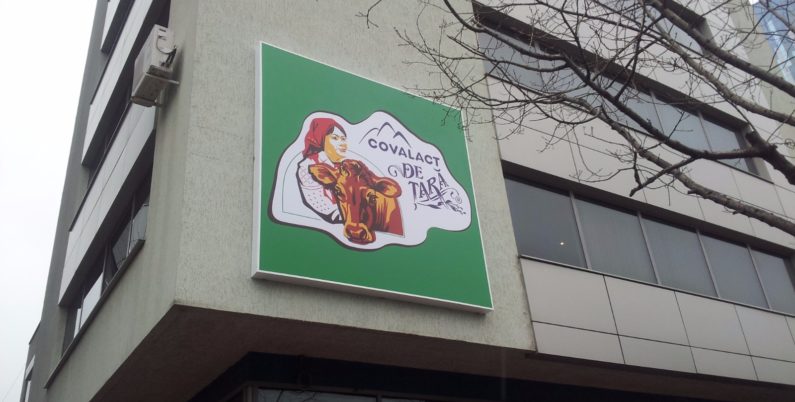 COVALACT
DE
ȚARĂ
®